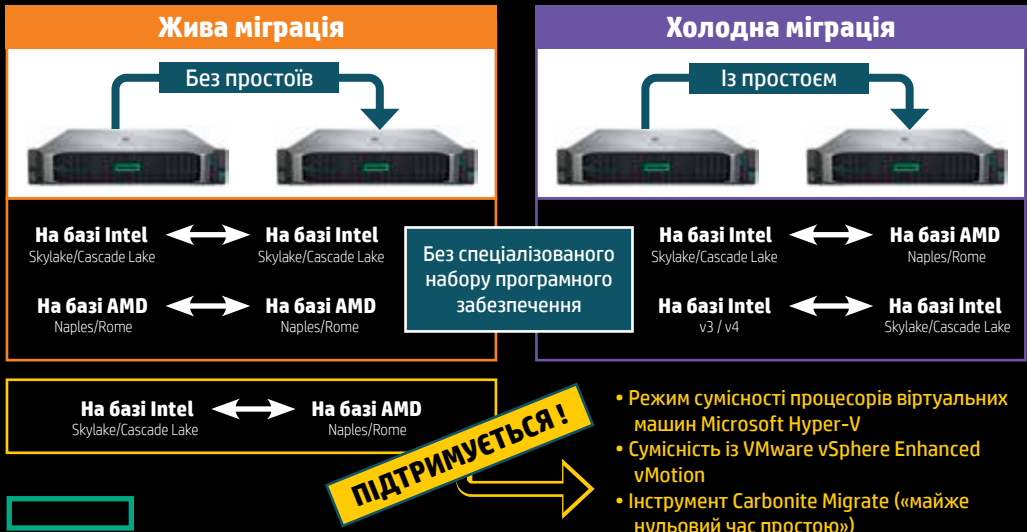 Жива міграція
Без простоїв
На базі Intel
Skylake/Cascade Lake
На базі Intel
Skylake/Cascade Lake
На базі AMD
Naples/Rome
На базі AMD
Naples/Rome
Без спеціалізованого
набору програмного
забезпечення
Холодна міграція
Із простоєм
На базі Intel
Skylake/Cascade Lake
На базі AMD
Naples/Rome
На базі Intel
v3 / v4
На базі Intel
Skylake/Cascade Lake
На базі Intel
Skylake/Cascade Lake
На базі AMD
Naples/Rome
ПІДТРИМУЄТЬСЯ !
• Режим сумісності процесорів віртуальних
машин Microsoft Hyper-V
• Сумісність із VMware vSphere Enhanced
vMotion
• Інструмент Carbonite Migrate («майже
нульовий час простою»)